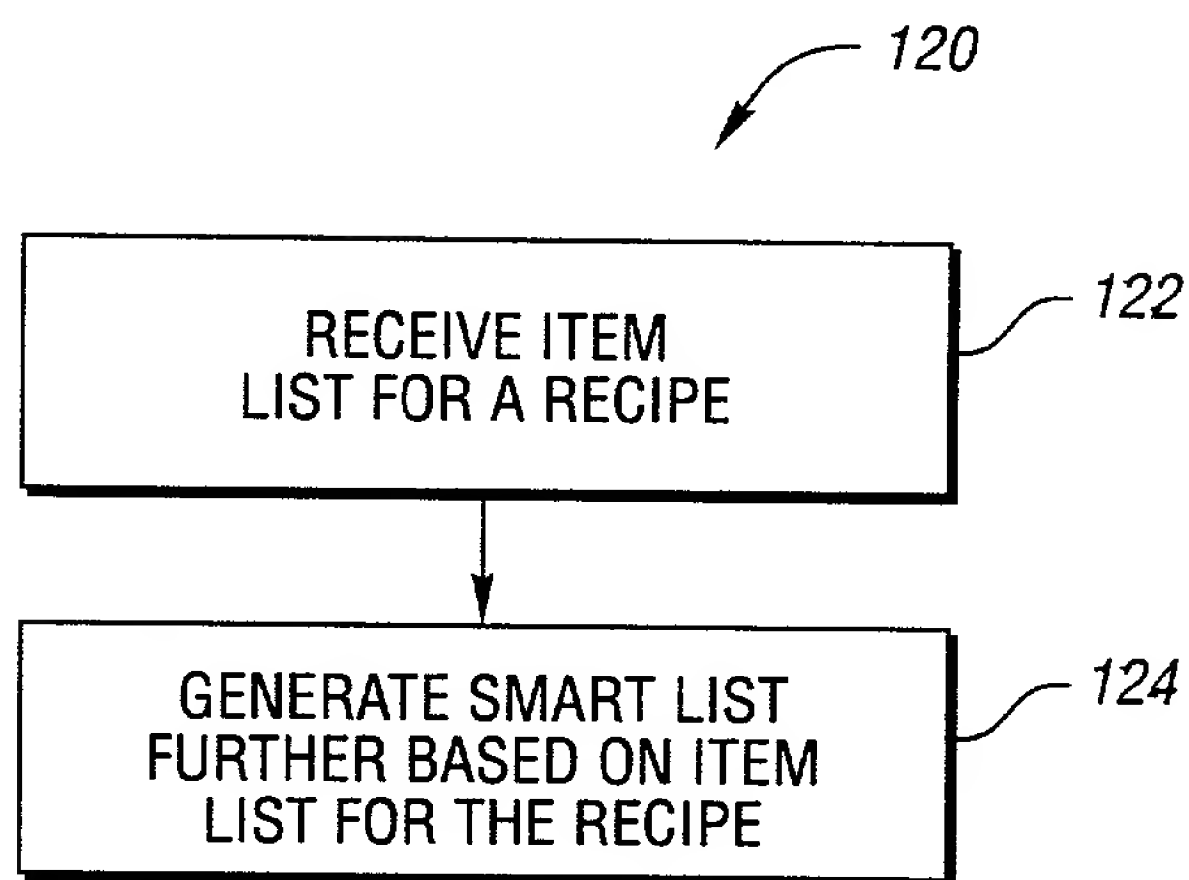 120
RECEIVE ITEM
LIST FOR A RECIPE
122
GENERATE SMART LIST
FURTHER BASED ON ITEM
LIST FOR THE RECIPE
124